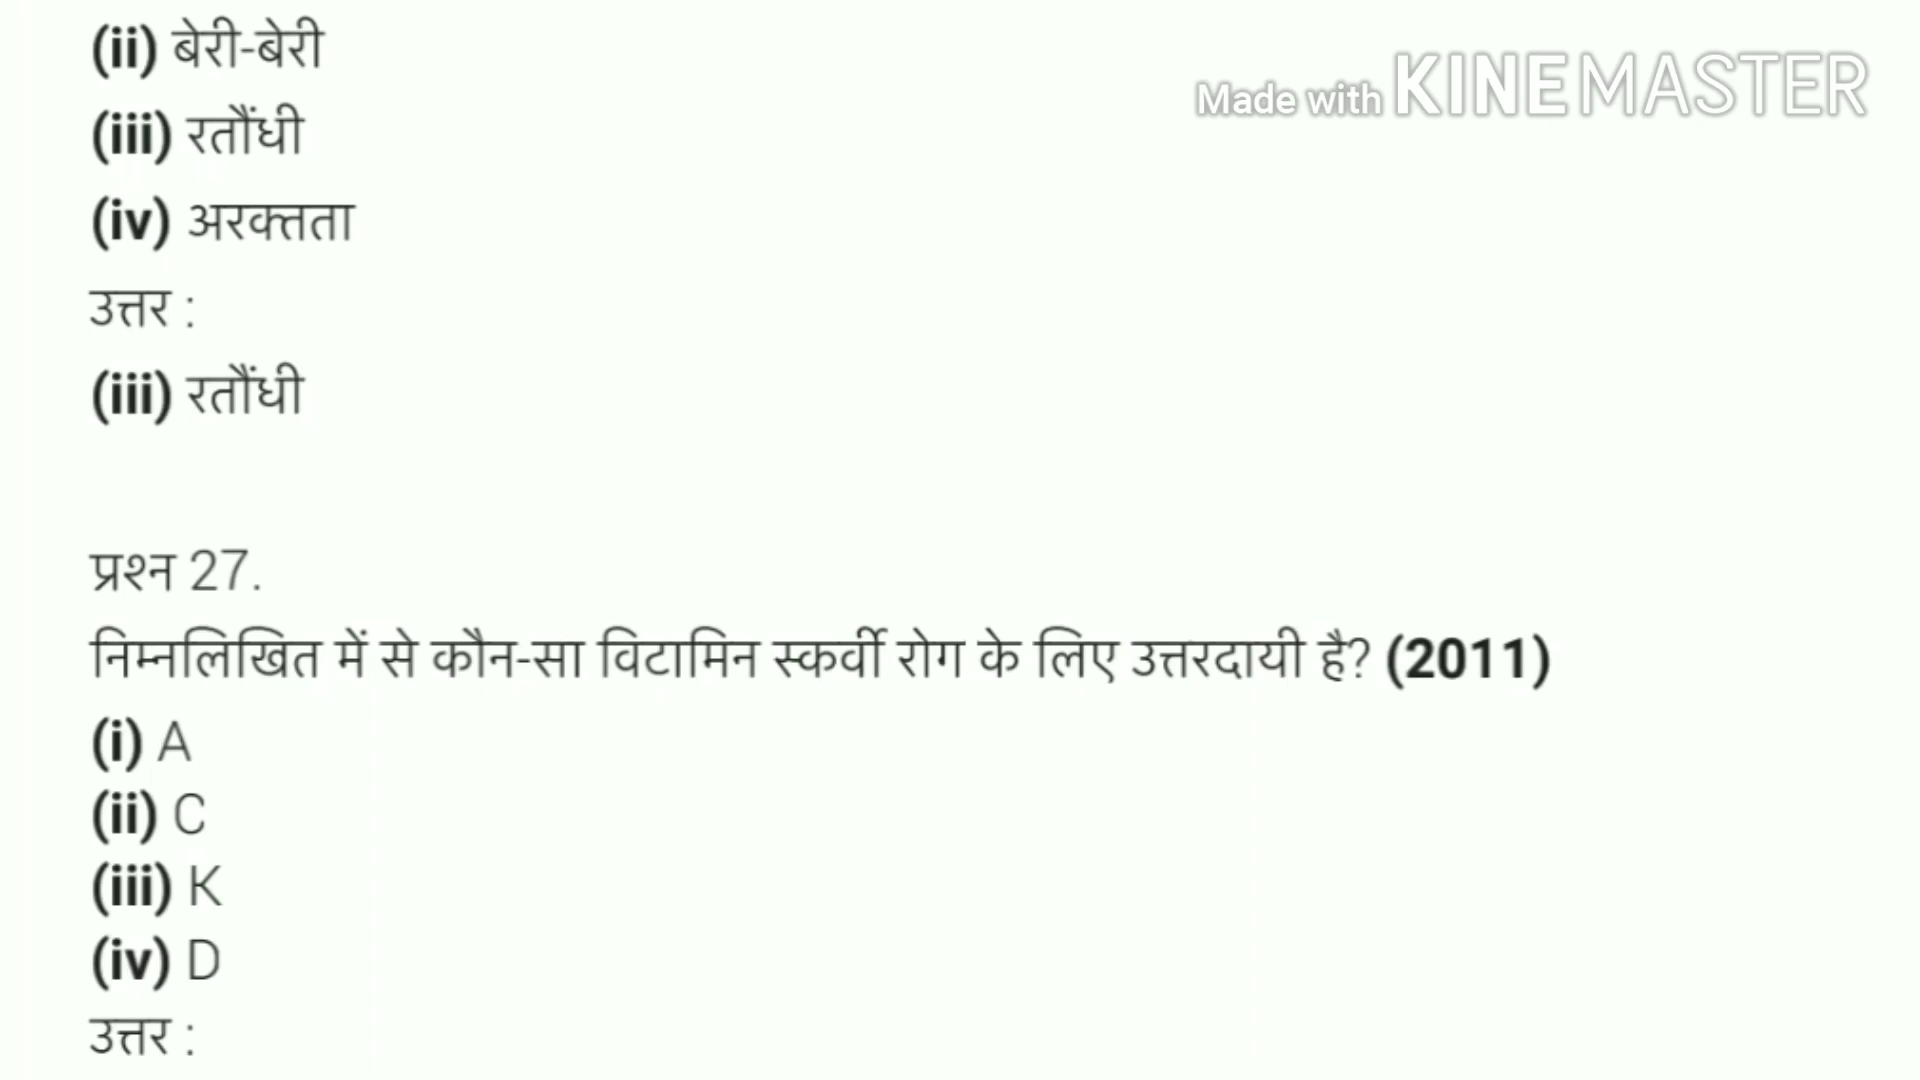 (ii) बेरी-बेरी
Made with KINEMASTER
(iii) रतौंधी
(iv) अरक्तता
उत्तर :
(iii) रतौंधी
प्रश्न 27.
निम्नलिखित में से कौन-सा विटामिन स्कर्वी रोग के लिए उत्तरदायी है? (2011)
(i) A
(ii) C
(iii) K
(iv) D
उत्तर :